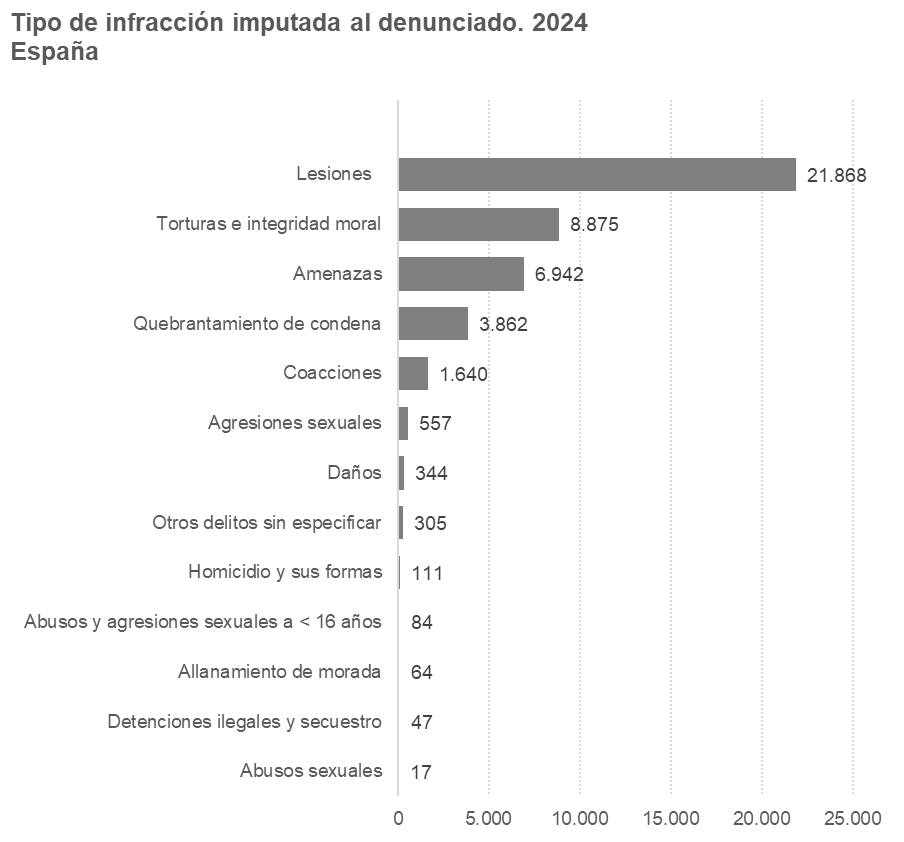 Tipo de infracción imputada al denunciado. 2024
España
Lesiones 21.868
Torturas e integridad moral 8.875
Amenazas 6.942
Quebrantamiento de condena 3.862
Coacciones 1.640
Agresiones sexuales 557
Daños 344
Otros delitos sin especificar 305
Homicidio y sus formas 111
Abusos y agresiones sexuales a < 16 años 84
Allanamiento de morada 64
Detenciones ilegales y secuestro 47
Abusos sexuales 17
0 5.000 10.000 15.000 20.000 25.000